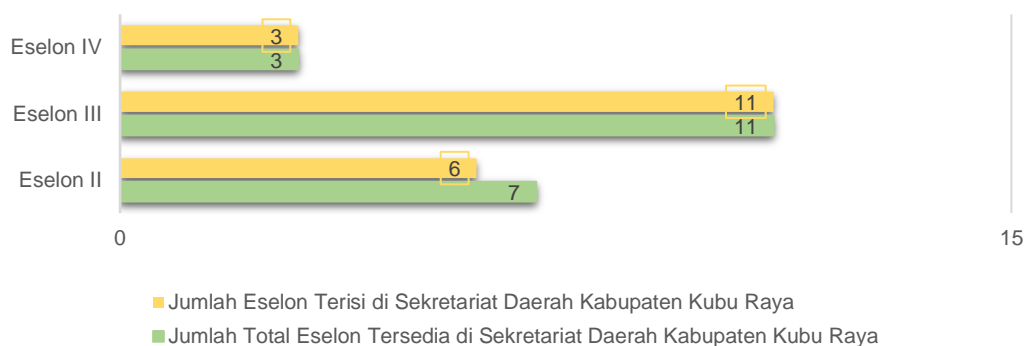 Eselon IV
3
3
Eselon III
11
11
Eselon II
6
7
0
15
Jumlah Eselon Terisi di Sekretariat Daerah Kabupaten Kubu Raya
Jumlah Total Eselon Tersedia di Sekretariat Daerah Kabupaten Kubu Raya